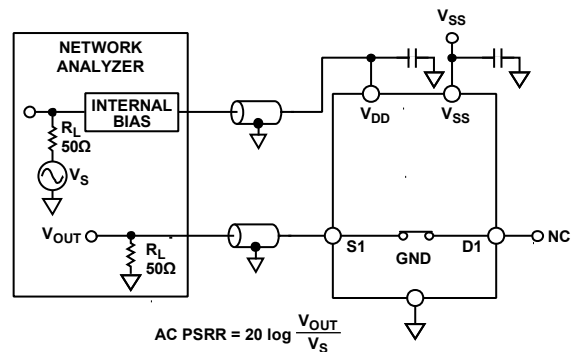 V_SS
NETWORK
ANALYZER
INTERNAL
BIAS
R_L
50Ω
V_S
V_DD
V_SS
V_OUT
R_L
50Ω
S1
GND
D1
NC
AC PSRR = 20 log V_OUT/V_S